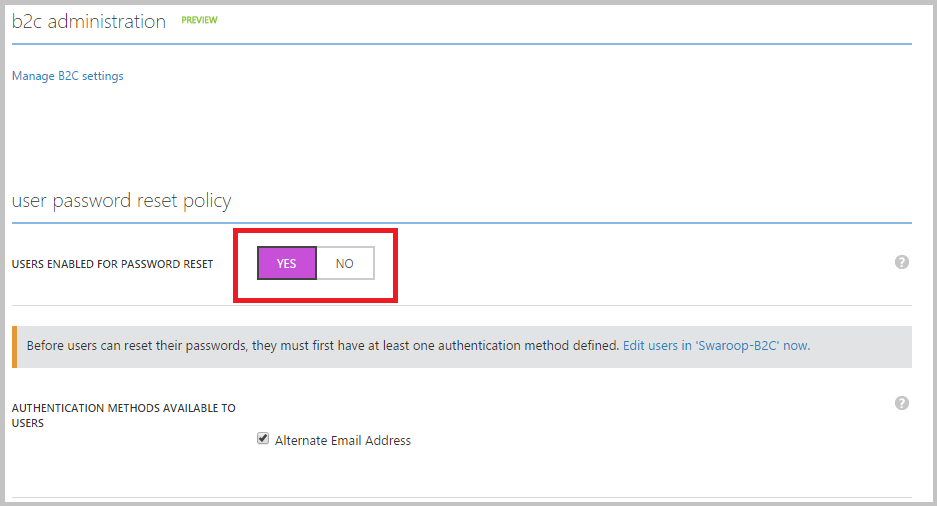 b2c administration PREVIEW
Manage B2C settings
user password reset policy
USERS ENABLED FOR PASSWORD RESET YES NO ?
Before users can reset their passwords, they must first have at least one authentication method defined. Edit users in 'Swaroop-B2C' now.
AUTHENTICATION METHODS AVAILABLE TO ?
USERS
Alternate Email Address